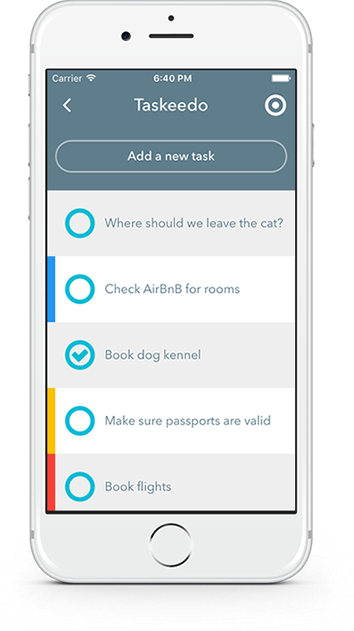 Carrier 6:40 PM
Taskeedo
Add a new task
Where should we leave the cat?
Check AirBnB for rooms
Book dog kennel
Make sure passports are valid
Book flights